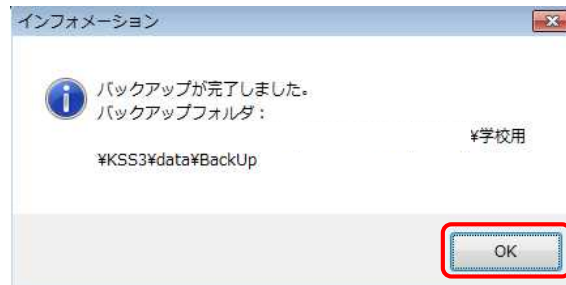 インフォメーション
バックアップが完了しました。
バックアップフォルダ：
¥学校用
¥KSS3¥data¥BackUp
OK